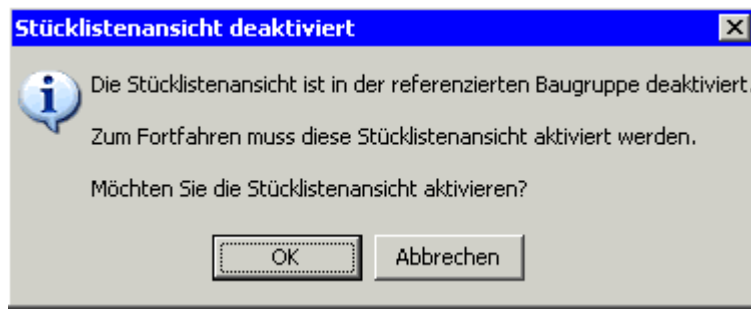 Stücklistenansicht deaktiviert
Die Stücklistenansicht ist in der referenzierten Baugruppe deaktiviert.
Zum Fortfahren muss diese Stücklistenansicht aktiviert werden.
Möchten Sie die Stücklistenansicht aktivieren?
OK
Abbrechen